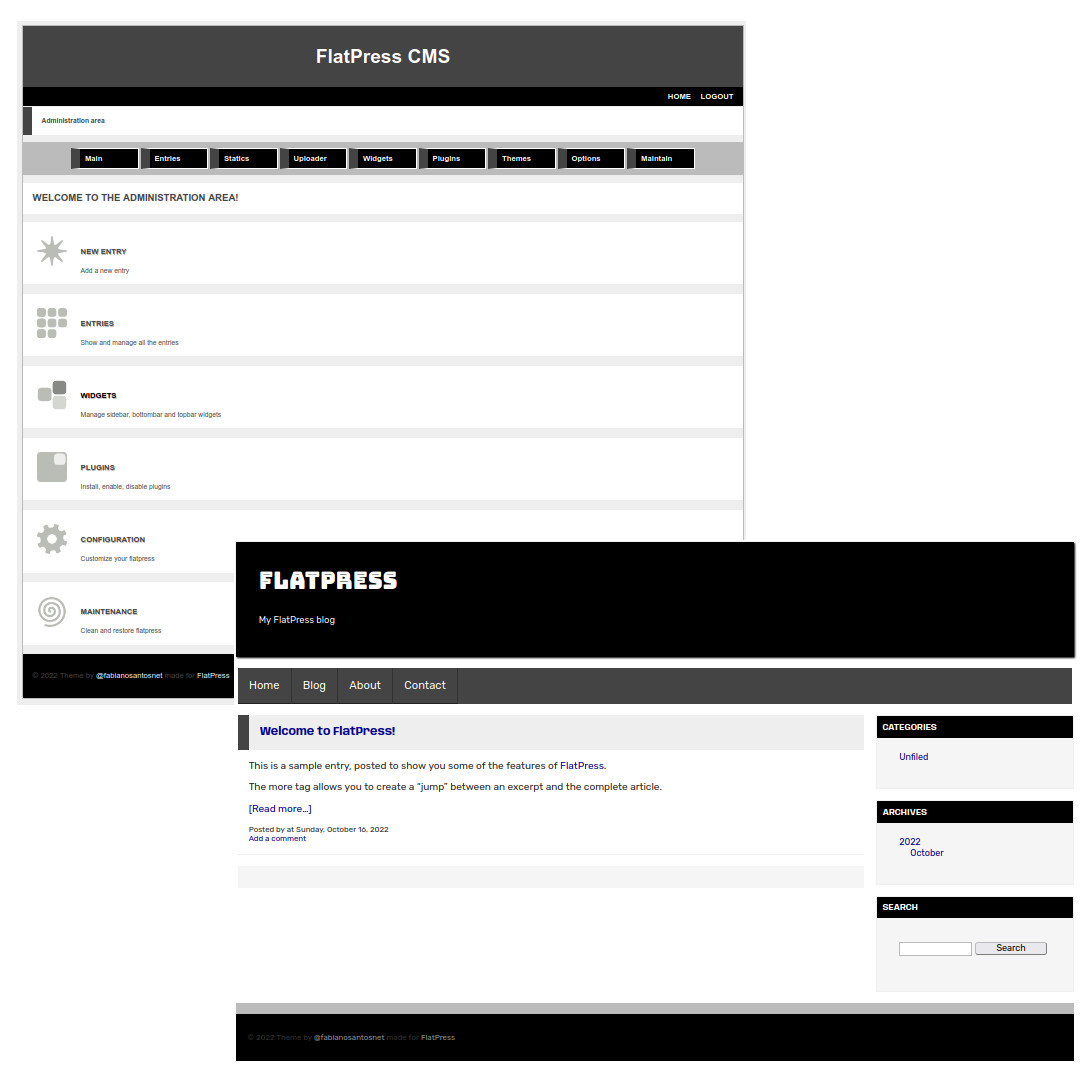 FlatPress CMS
HOME LOGOUT
Administration area
Main Entries Statics Uploader Widgets Plugins Themes Options Maintain
WELCOME TO THE ADMINISTRATION AREA!
NEW ENTRY
Add a new entry
ENTRIES
Show and manage all the entries
WIDGETS
Manage sidebar, bottombar and topbar widgets
PLUGINS
Install, enable, disable plugins
CONFIGURATION
Customize your flatpress
MAINTENANCE
Clean and restore flatpress
© 2022 Theme by @fabianosantosnet made for FlatPress
FLATPRESS
My FlatPress blog
Home Blog About Contact
Welcome to FlatPress!
This is a sample entry, posted to show you some of the features of FlatPress.
The more tag allows you to create a “jump” between an excerpt and the complete article.
[Read more…]
Posted by at Sunday, October 16, 2022
Add a comment
CATEGORIES
Unfiled
ARCHIVES
2022
October
SEARCH
Search
© 2022 Theme by @fabianosantosnet made for FlatPress